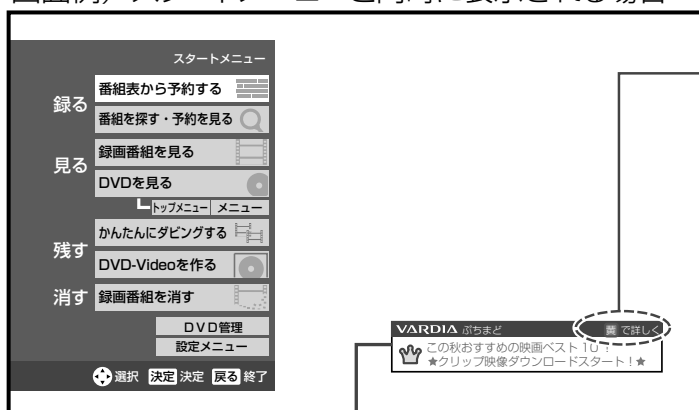 画面例／スタートメニューと同時に表示される場合
スタートメニュー
録る
番組表から予約する
番組を探す・予約を見る
見る
録画番組を見る
DVDを見る
トップメニュー メニュー
残す
かんたんにダビングする
DVD-Videoを作る
消す
録画番組を消す
DVD管理
設定メニュー
選択 決定 決定 戻る 終了
VARDIA ぷちまど 黄 で詳しく
この秋おすすめの映画ベスト10！
★クリップ映像ダウンロードスタート！★